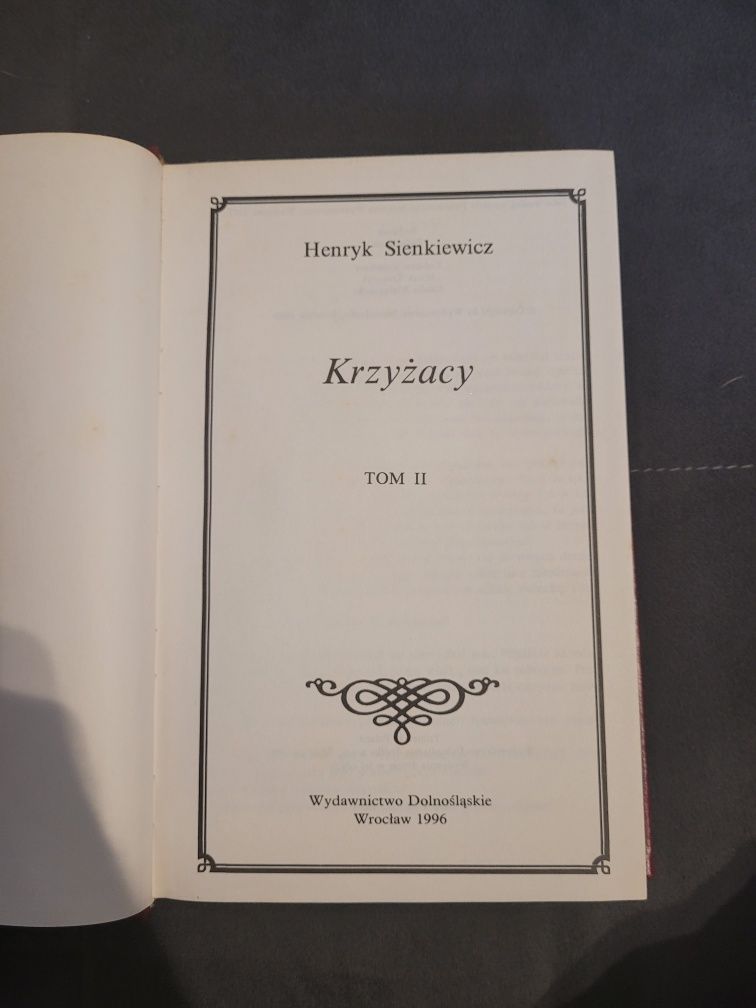 Henryk Sienkiewicz
Krzyżacy
TOM II
Wydawnictwo Dolnośląskie
Wrocław 1996